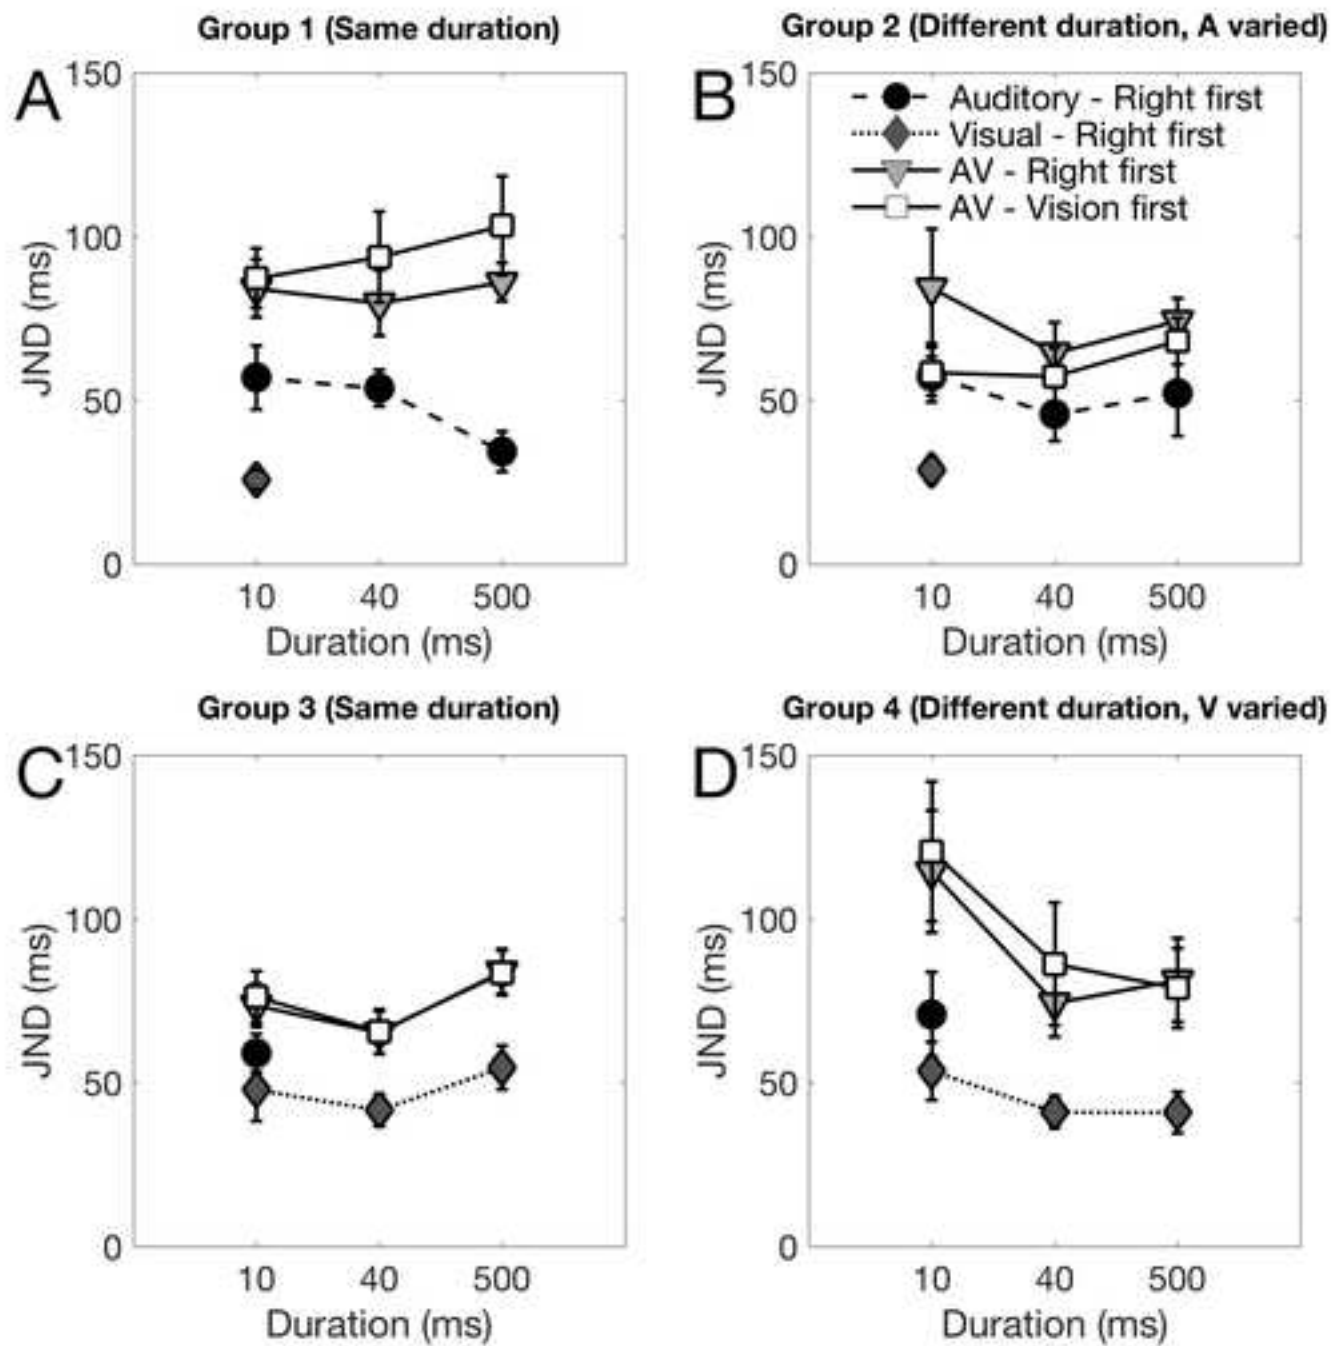 Group 1 (Same duration)
A
150
100
50
0
JND (ms)
10 40 500
Duration (ms)
Group 2 (Different duration, A varied)
B
150
100
50
0
JND (ms)
Auditory - Right first
Visual - Right first
AV - Right first
AV - Vision first
10 40 500
Duration (ms)
Group 3 (Same duration)
C
150
100
50
0
JND (ms)
10 40 500
Duration (ms)
Group 4 (Different duration, V varied)
D
150
100
50
0
JND (ms)
10 40 500
Duration (ms)